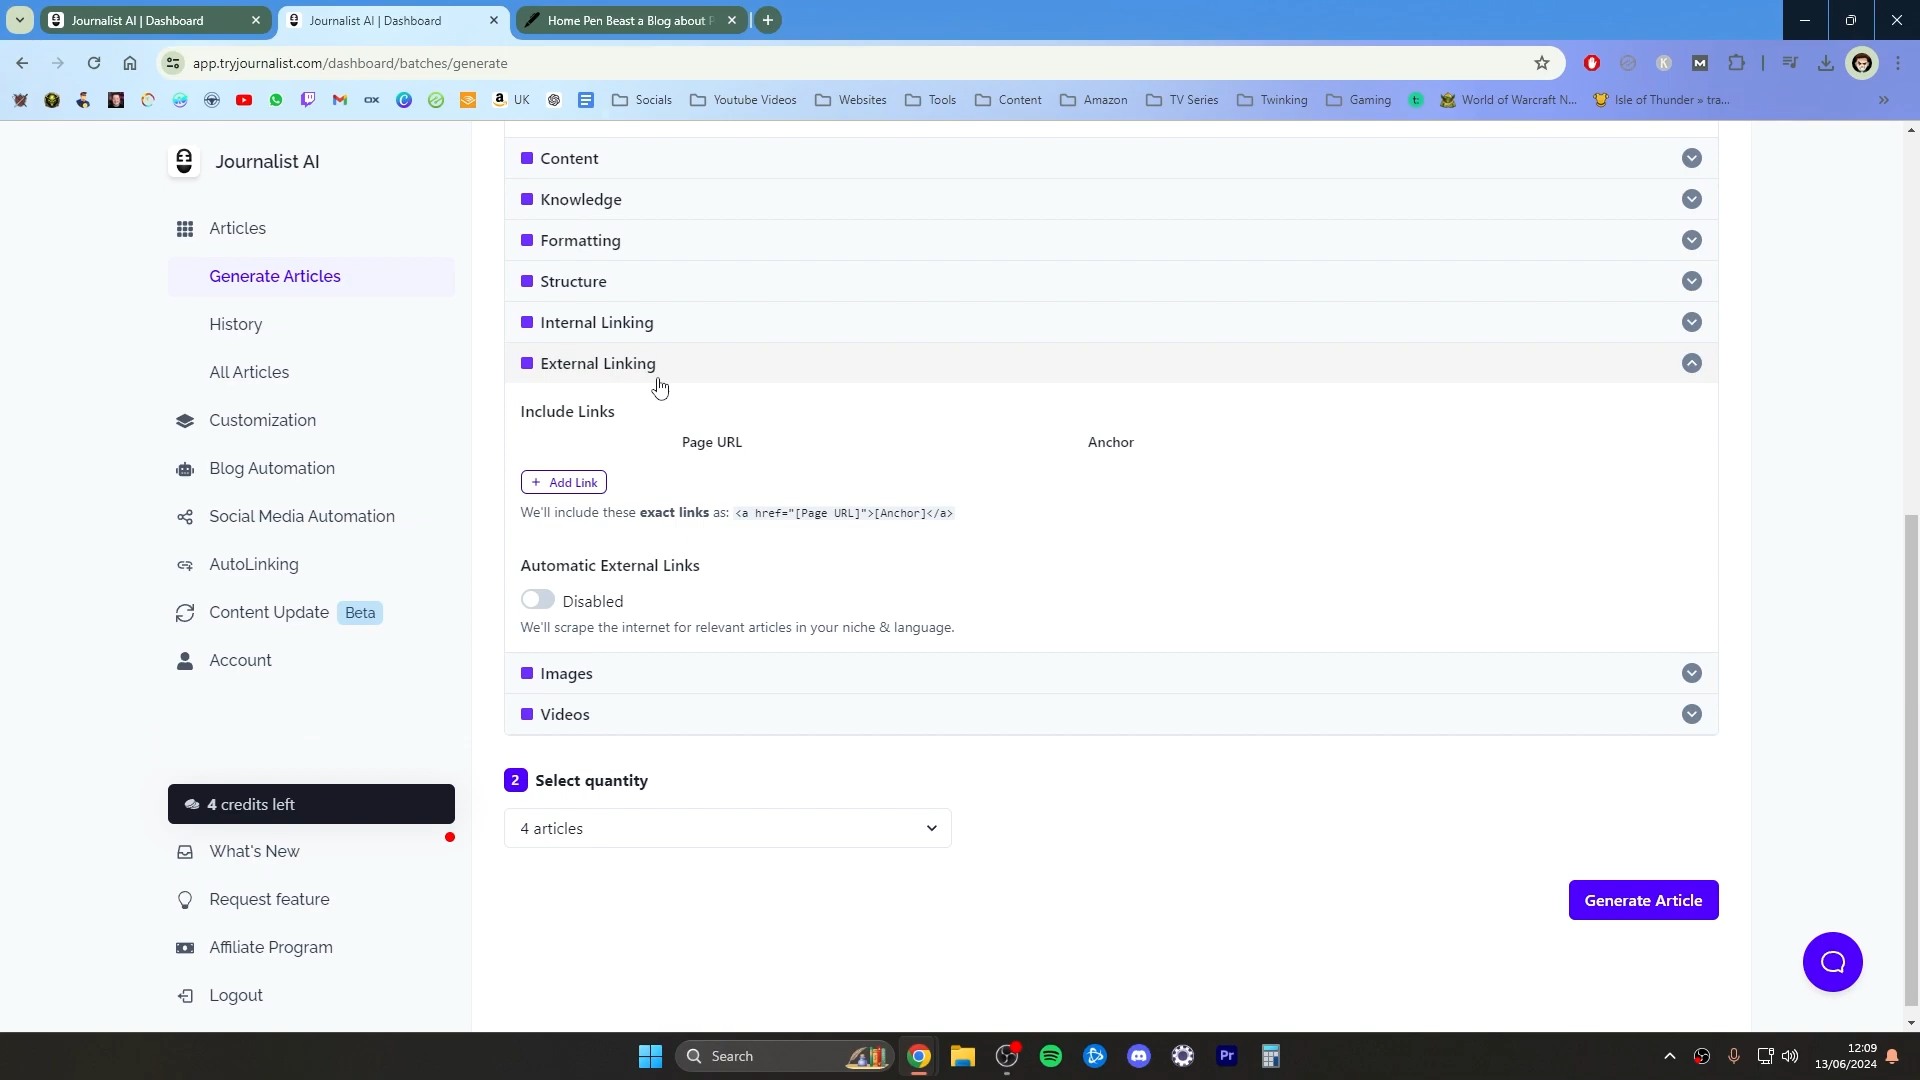 Journalist AI | Dashboard
Journalist AI | Dashboard
Home Pen Beast a Blog about P
app.tryjournalist.com/dashboard/batches/generate
UK
Socials
Youtube Videos
Websites
Tools
Content
Amazon
TV Series
Twinking
Gaming
World of Warcraft N...
Isle of Thunder » tra...
Journalist AI
Articles
Generate Articles
History
All Articles
Customization
Blog Automation
Social Media Automation
AutoLinking
Content Update Beta
Account
4 credits left
What's New
Request feature
Affiliate Program
Logout
Content
Knowledge
Formatting
Structure
Internal Linking
External Linking
Include Links
Page URL Anchor
+ Add Link
We'll include these exact links as: <a href="[Page URL]">[Anchor]</a>
Automatic External Links
Disabled
We'll scrape the internet for relevant articles in your niche & language.
Images
Videos
2 Select quantity
4 articles
Generate Article
Search
Pr
12:09
13/06/2024